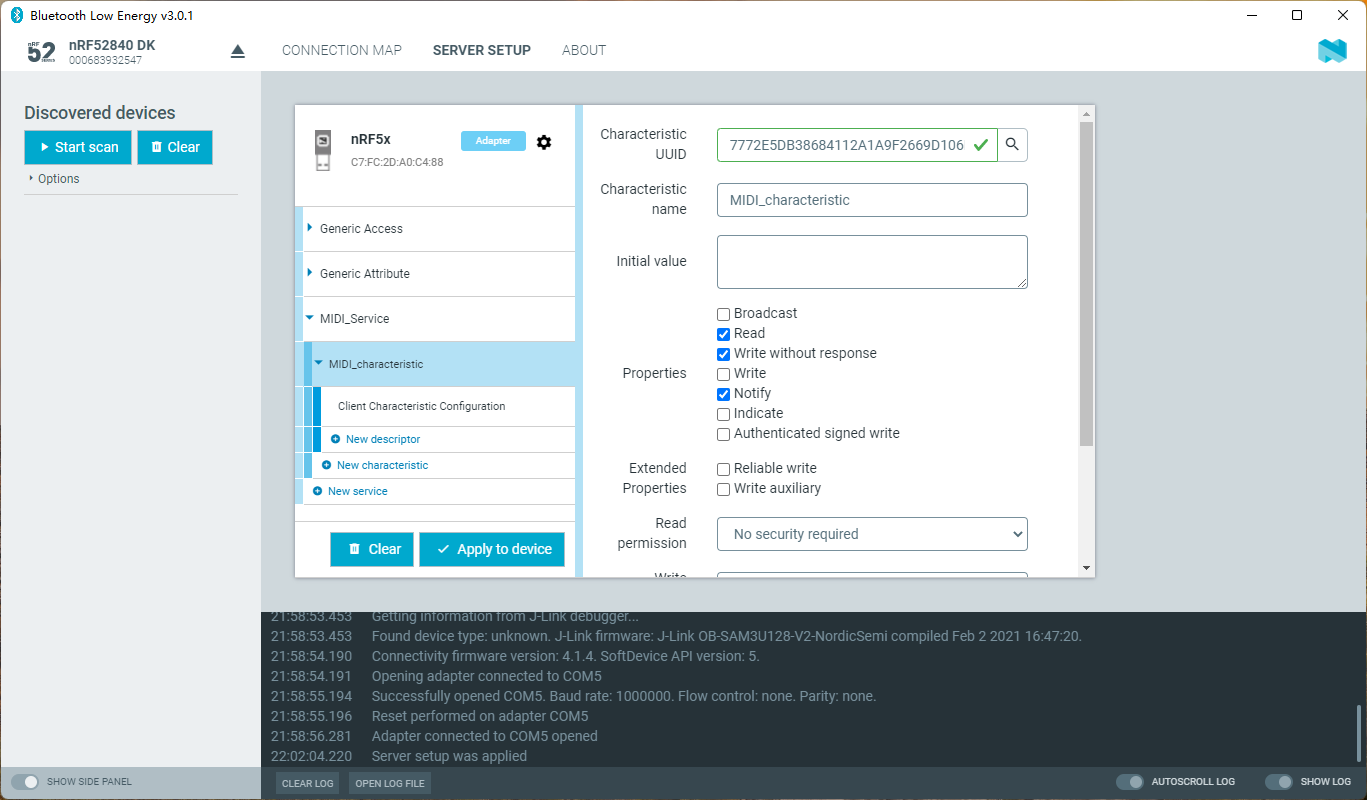 Bluetooth Low Energy v3.0.1
nRF
52
SERIES
nRF52840 DK
000683932547
CONNECTION MAP
SERVER SETUP
ABOUT
Discovered devices
Start scan
Clear
Options
nRF5x
C7:FC:2D:A0:C4:88
Adapter
Generic Access
Generic Attribute
MIDI_Service
MIDI_characteristic
Client Characteristic Configuration
New descriptor
New characteristic
New service
Clear
Apply to device
Characteristic
UUID
7772E5DB38684112A1A9F2669D106
Characteristic
name
MIDI_characteristic
Initial value
Properties
Broadcast
Read
Write without response
Write
Notify
Indicate
Authenticated signed write
Extended
Properties
Reliable write
Write auxiliary
Read
permission
No security required
Write
21:58:53.453 Getting information from J-Link debugger...
21:58:53.453 Found device type: unknown. J-Link firmware: J-Link OB-SAM3U128-V2-NordicSemi compiled Feb 2 2021 16:47:20.
21:58:54.190 Connectivity firmware version: 4.1.4. SoftDevice API version: 5.
21:58:54.191 Opening adapter connected to COM5
21:58:55.194 Successfully opened COM5. Baud rate: 1000000. Flow control: none. Parity: none.
21:58:55.196 Reset performed on adapter COM5
21:58:56.281 Adapter connected to COM5 opened
22:02:04.220 Server setup was applied
SHOW SIDE PANEL
CLEAR LOG
OPEN LOG FILE
AUTOSCROLL LOG
SHOW LOG